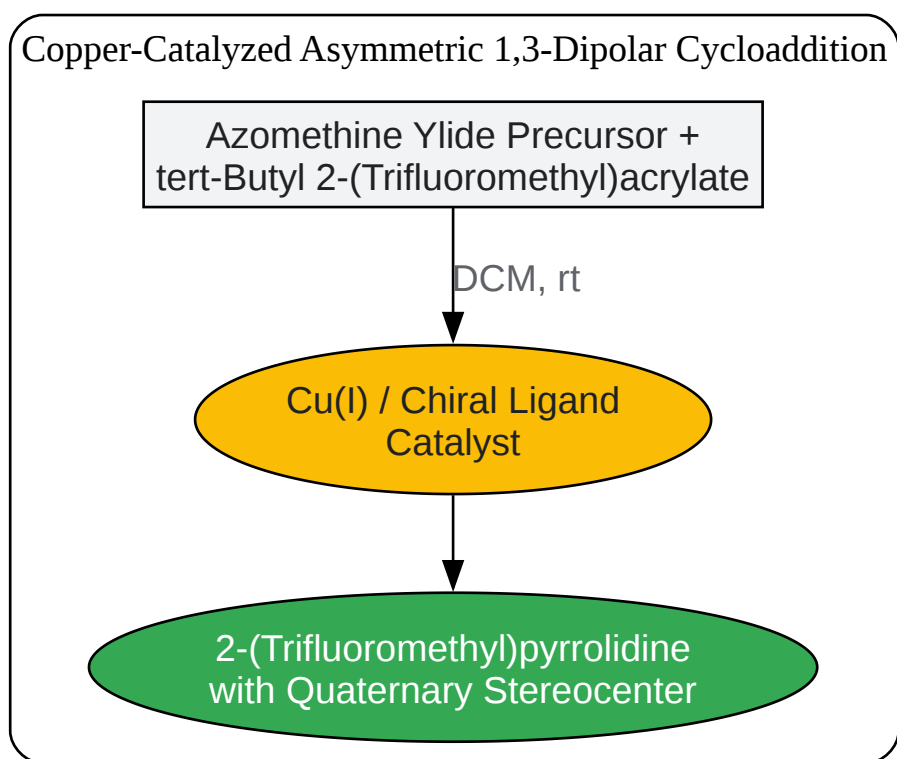 Copper-Catalyzed Asymmetric 1,3-Dipolar Cycloaddition
Azomethine Ylide Precursor +
tert-Butyl 2-(Trifluoromethyl)acrylate
DCM, rt
Cu(I) / Chiral Ligand
Catalyst
2-(Trifluoromethyl)pyrrolidine
with Quaternary Stereocenter